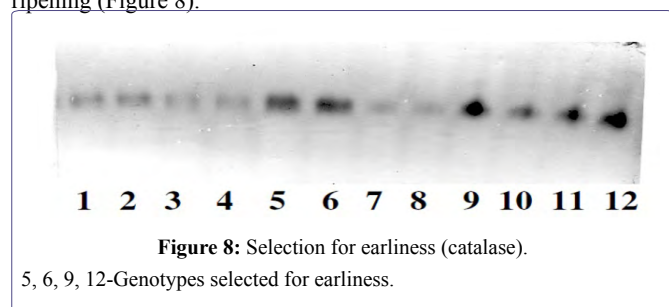 ripening (Figure 8).
1 2 3 4 5 6 7 8 9 10 11 12
Figure 8: Selection for earliness (catalase).
5, 6, 9, 12-Genotypes selected for earliness.